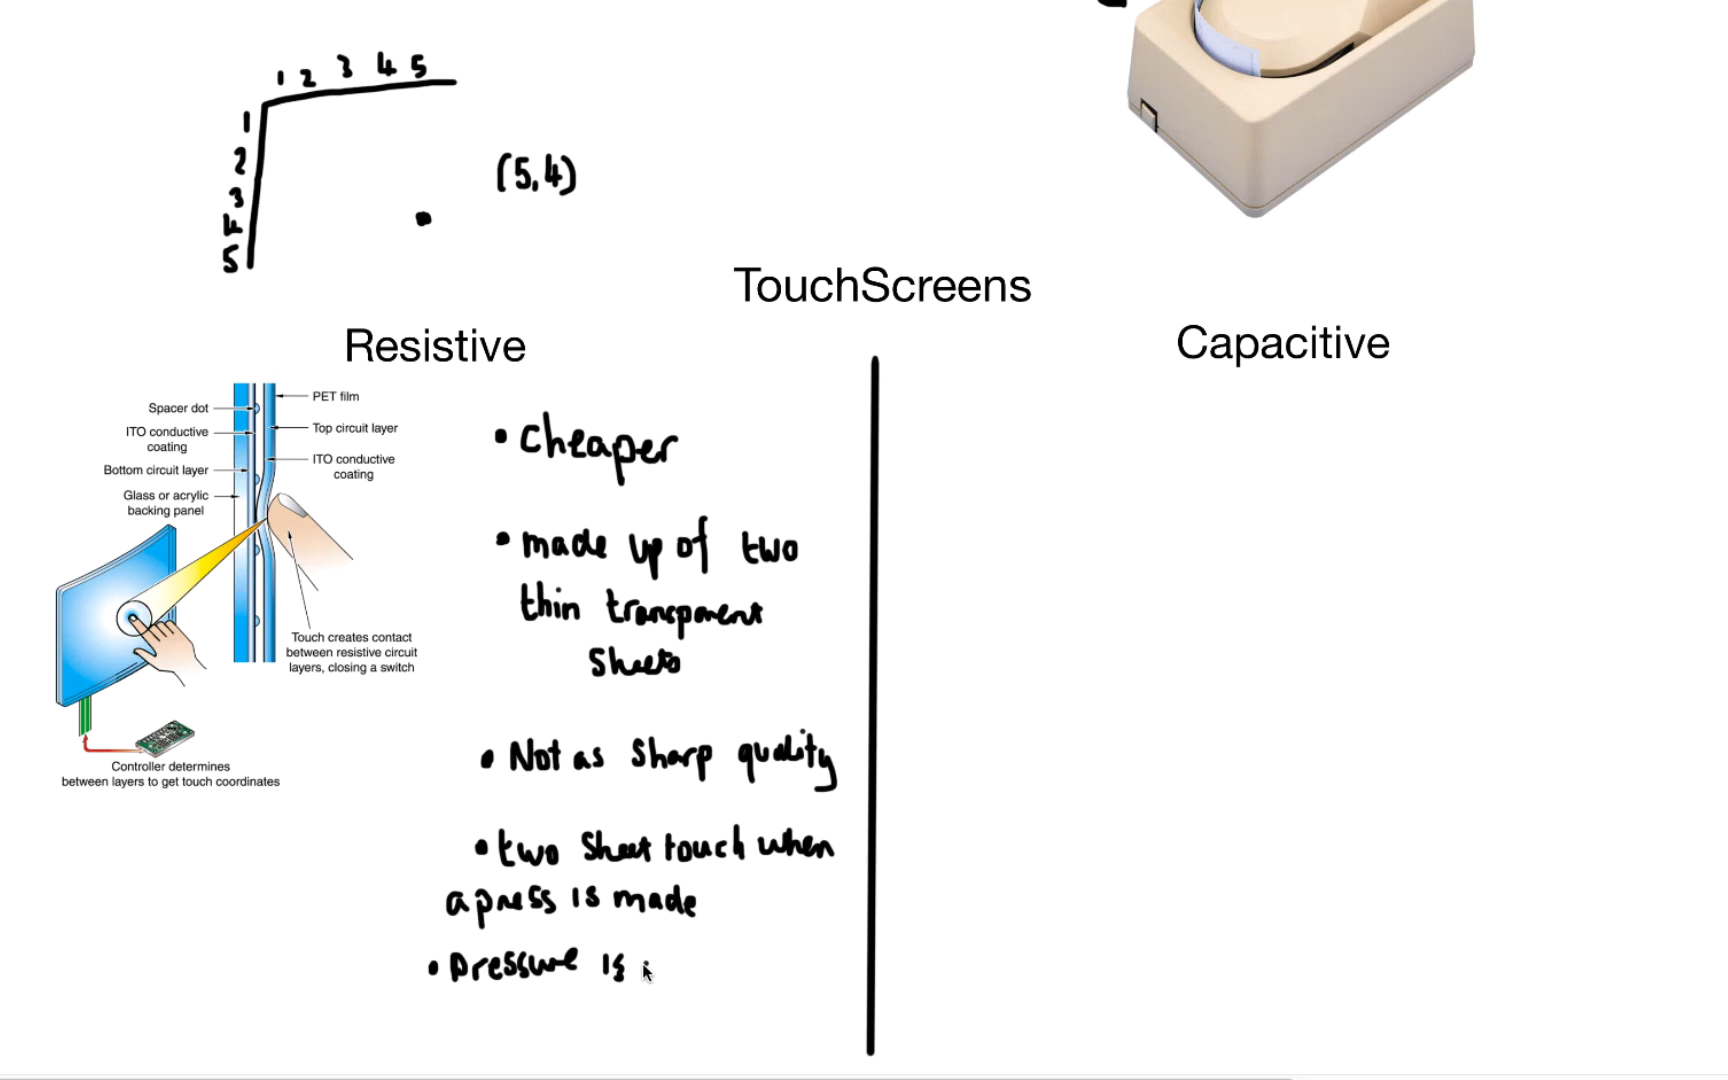 1 2 3 4 5
1
2
3
4
5
(5,4)
TouchScreens
Resistive
Capacitive
PET film
Spacer dot
Top circuit layer
ITO conductive
coating
ITO conductive
coating
Bottom circuit layer
Glass or acrylic
backing panel
Touch creates contact
between resistive circuit
layers, closing a switch
Controller determines
between layers to get touch coordinates
• Cheaper
• made up of two
thin transparent
Sheets
• Not as Sharp quality
• two Sheet touch when
a press is made
• Pressure is